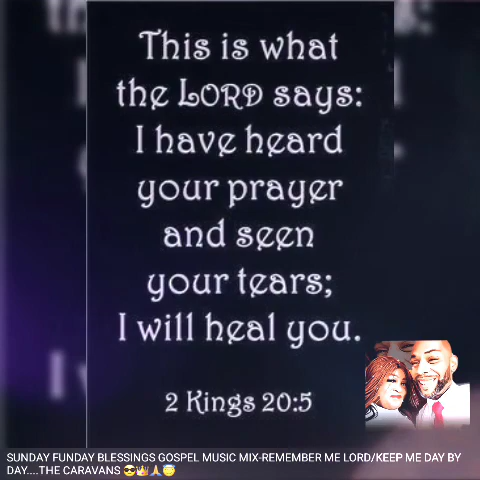 This is what
the LORD says:
I have heard
your prayer
and seen
your tears;
I will heal you.
2 Kings 20:5
SUNDAY FUNDAY BLESSINGS GOSPEL MUSIC MIX-REMEMBER ME LORD/KEEP ME DAY BY
DAY....THE CARAVANS 😎👑🙏😇